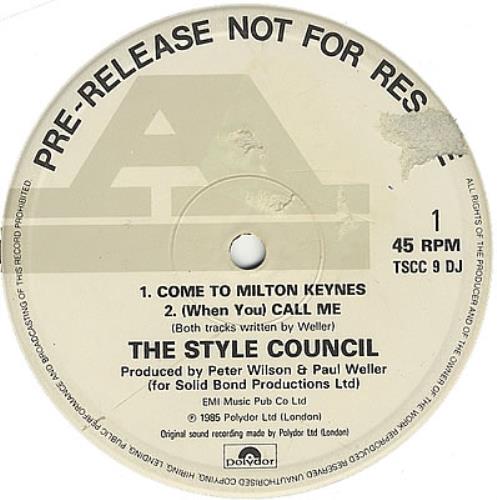 PRE-RELEASE NOT FOR RES
A
1
45 RPM
TSCC 9 DJ
1. COME TO MILTON KEYNES
2. (When You) CALL ME
(Both tracks written by Weller)
THE STYLE COUNCIL
Produced by Peter Wilson & Paul Weller
(for Solid Bond Productions Ltd)
EMI Music Pub Co Ltd
℗ 1985 Polydor Ltd (London)
Original sound recording made by Polydor Ltd (London)
polydor
ALL RIGHTS OF THE PRODUCER AND OF THE OWNER OF THE WORK REPRODUCED RESERVED. UNAUTHORISED COPYING, HIRING, LENDING, PUBLIC PERFORMANCE AND BROADCASTING OF THIS RECORD PROHIBITED.